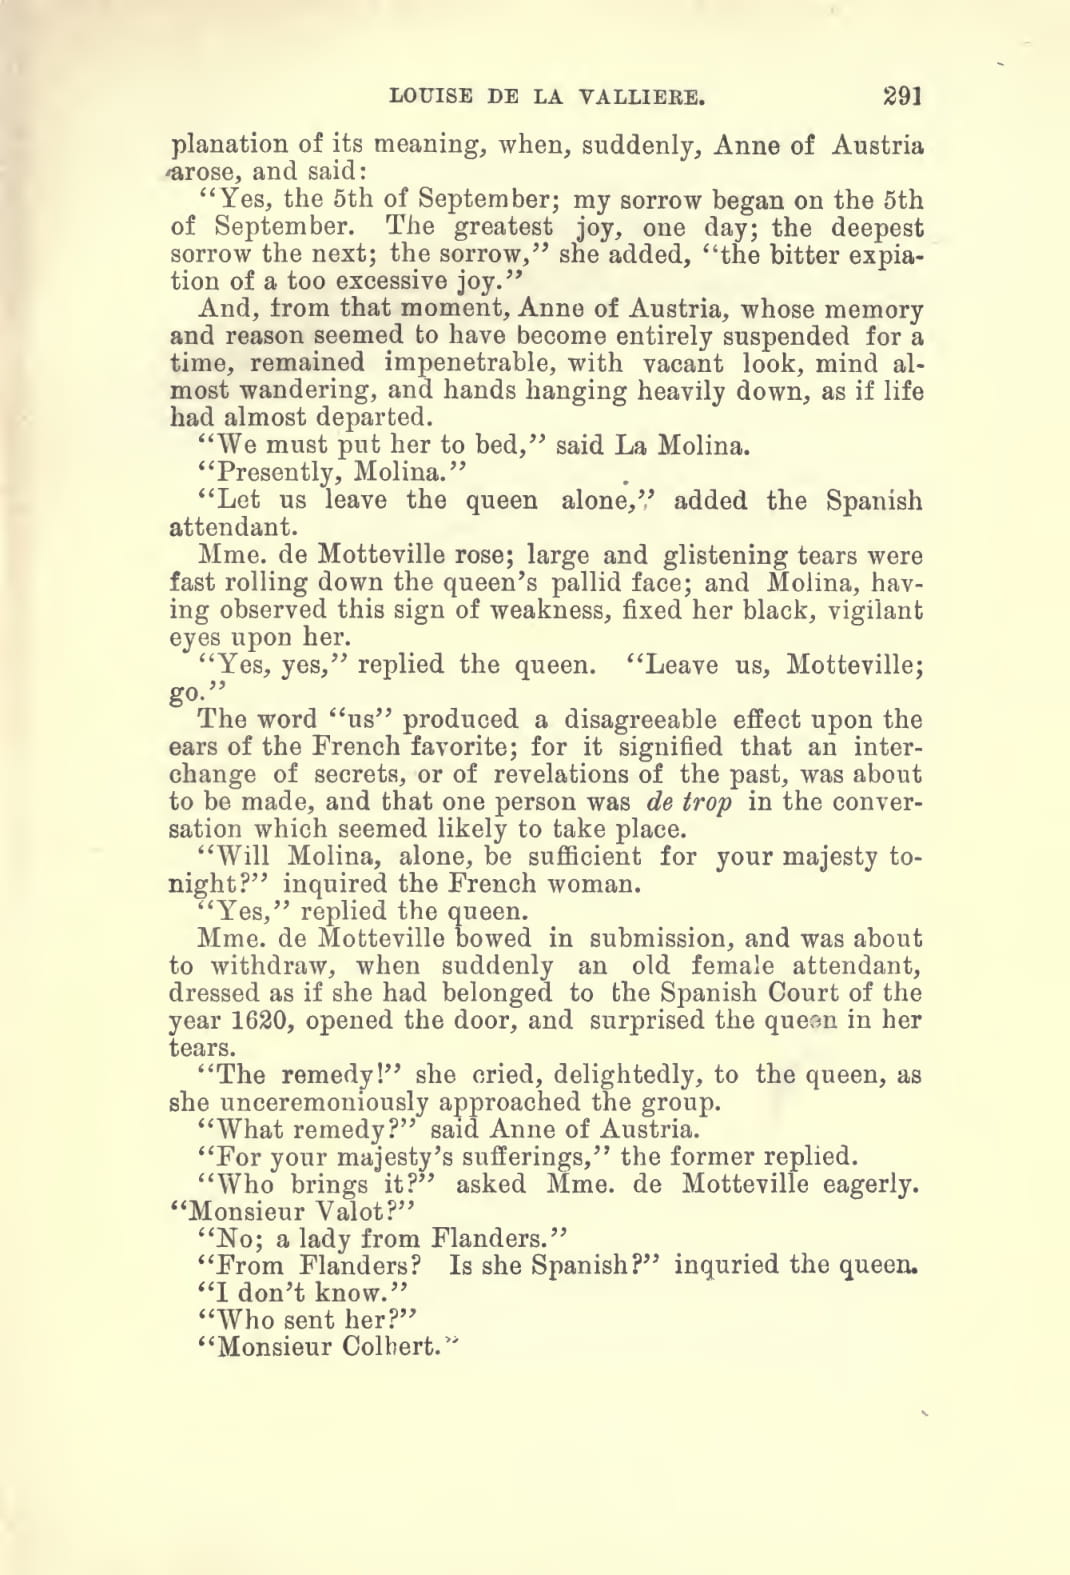 LOUISE DE LA VALLIERE. 291
planation of its meaning, when, suddenly, Anne of Austria
arose, and said:
“Yes, the 5th of September; my sorrow began on the 5th
of September. The greatest joy, one day; the deepest
sorrow the next; the sorrow,” she added, “the bitter expia-
tion of a too excessive joy.”
And, from that moment, Anne of Austria, whose memory
and reason seemed to have become entirely suspended for a
time, remained impenetrable, with vacant look, mind al-
most wandering, and hands hanging heavily down, as if life
had almost departed.
“We must put her to bed,” said La Molina.
“Presently, Molina.”
“Let us leave the queen alone,” added the Spanish
attendant.
Mme. de Motteville rose; large and glistening tears were
fast rolling down the queen’s pallid face; and Molina, hav-
ing observed this sign of weakness, fixed her black, vigilant
eyes upon her.
“Yes, yes,” replied the queen. “Leave us, Motteville;
go.”
The word “us” produced a disagreeable effect upon the
ears of the French favorite; for it signified that an inter-
change of secrets, or of revelations of the past, was about
to be made, and that one person was de trop in the conver-
sation which seemed likely to take place.
“Will Molina, alone, be sufficient for your majesty to-
night?” inquired the French woman.
“Yes,” replied the queen.
Mme. de Motteville bowed in submission, and was about
to withdraw, when suddenly an old female attendant,
dressed as if she had belonged to the Spanish Court of the
year 1620, opened the door, and surprised the queen in her
tears.
“The remedy!” she cried, delightedly, to the queen, as
she unceremoniously approached the group.
“What remedy?” said Anne of Austria.
“For your majesty’s sufferings,” the former replied.
“Who brings it?” asked Mme. de Motteville eagerly.
“Monsieur Valot?”
“No; a lady from Flanders.”
“From Flanders? Is she Spanish?” inquried the queen.
“I don’t know.”
“Who sent her?”
“Monsieur Colbert.”